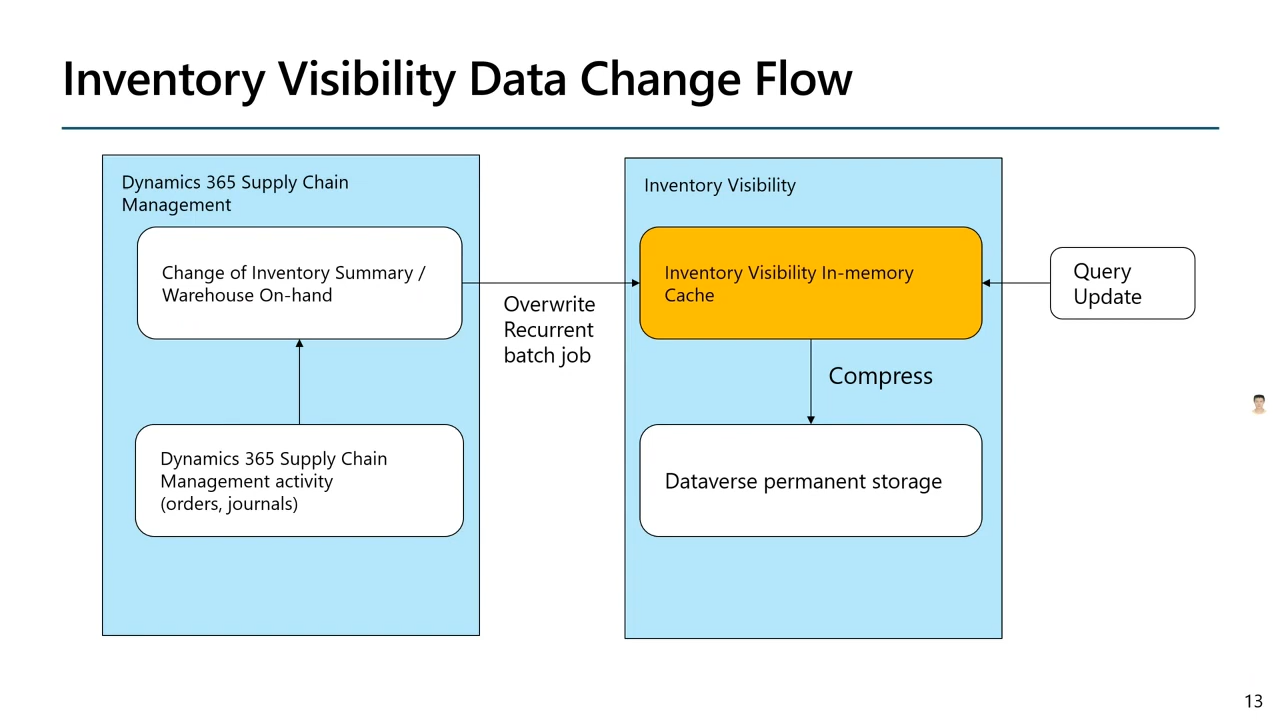 Inventory Visibility Data Change Flow
Dynamics 365 Supply Chain
Management
Change of Inventory Summary /
Warehouse On-hand
Dynamics 365 Supply Chain
Management activity
(orders, journals)
Overwrite
Recurrent
batch job
Inventory Visibility
Inventory Visibility In-memory
Cache
Compress
Dataverse permanent storage
Query
Update
13